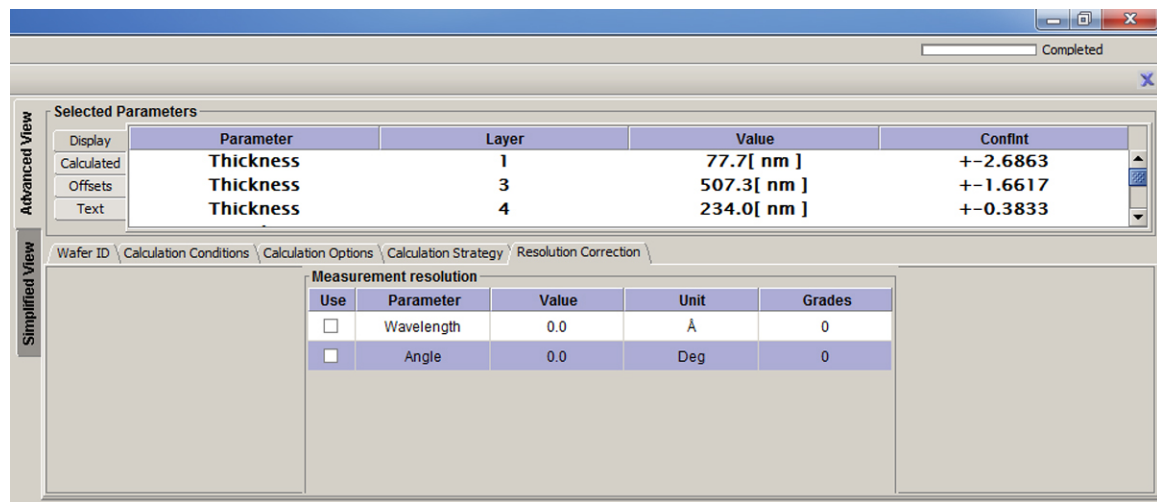 Completed
Selected Parameters
Advanced View
Simplified View
Display
Calculated
Offsets
Text
Parameter Layer Value ConfInt
Thickness 1 77.7[ nm ] +-2.6863
Thickness 3 507.3[ nm ] +-1.6617
Thickness 4 234.0[ nm ] +-0.3833
Wafer ID Calculation Conditions Calculation Options Calculation Strategy Resolution Correction
Measurement resolution
Use Parameter Value Unit Grades
Wavelength 0.0 Å 0
Angle 0.0 Deg 0